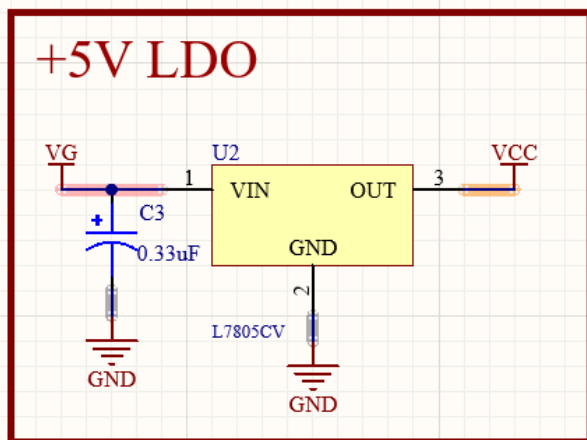 +5V LDO
VG
U2
VCC
1
3
VIN
OUT
C3
+
0.33uF
GND
2
L7805CV
GND
GND